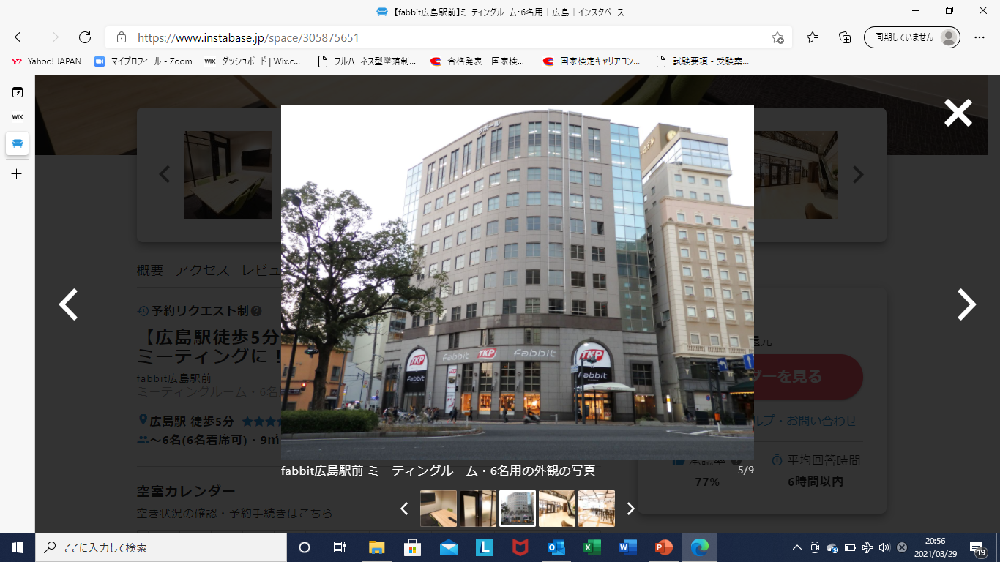 【fabbit広島駅前】ミーティングルーム・6名用｜広島｜インスタベース
https://www.instabase.jp/space/305875651
同期していません
Yahoo! JAPAN
マイプロフィール - Zoom
WIX ダッシュボード | Wix.c...
フルハーネス型墜落制...
合格発表 国家検...
国家検定キャリアコン...
試験要項 - 受験案...
WIX
概要 アクセス レビュ
予約リクエスト制
【広島駅徒歩5分
ミーティングに！
fabbit広島駅前
ミーティングルーム・6名
広島駅 徒歩5分
〜6名(6名着席可)・9㎡
空室カレンダー
空き状況の確認・予約手続きはこちら
TKP
fabbit
fabbit TKP fabbit
TKP
fabbit
還元
ダーを見る
ルプ・お問い合わせ
承認率
77%
平均回答時間
6時間以内
fabbit広島駅前 ミーティングルーム・6名用の外観の写真
5/9
ここに入力して検索
20:56
2021/03/29
19